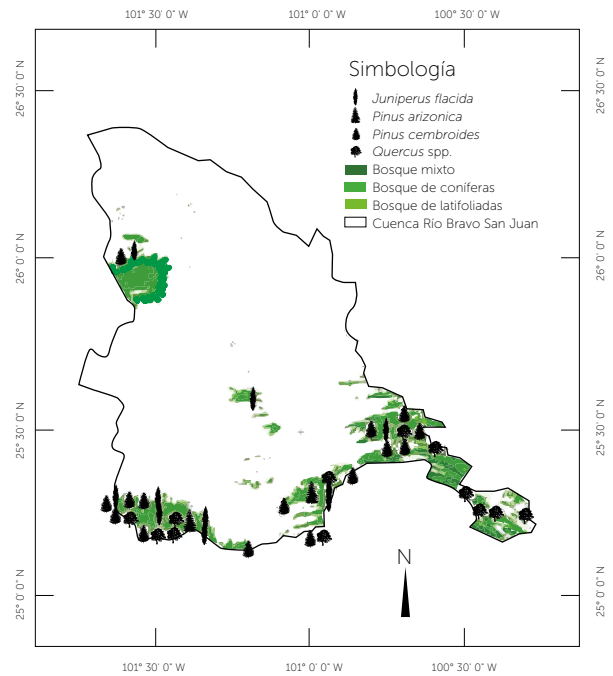 101° 30' 0'' W
101° 0' 0'' W
100° 30' 0'' W
26° 30' 0'' N
26° 30' 0'' N
Simbología
Juniperus flacida
Pinus arizonica
Pinus cembroides
Quercus spp.
Bosque mixto
Bosque de coníferas
Bosque de latifoliadas
Cuenca Río Bravo San Juan
26° 0' 0'' N
26° 0' 0'' N
25° 30' 0'' N
25° 30' 0'' N
N
25° 0' 0'' N
25° 0' 0'' N
101° 30' 0'' W
101° 0' 0'' W
100° 30' 0'' W